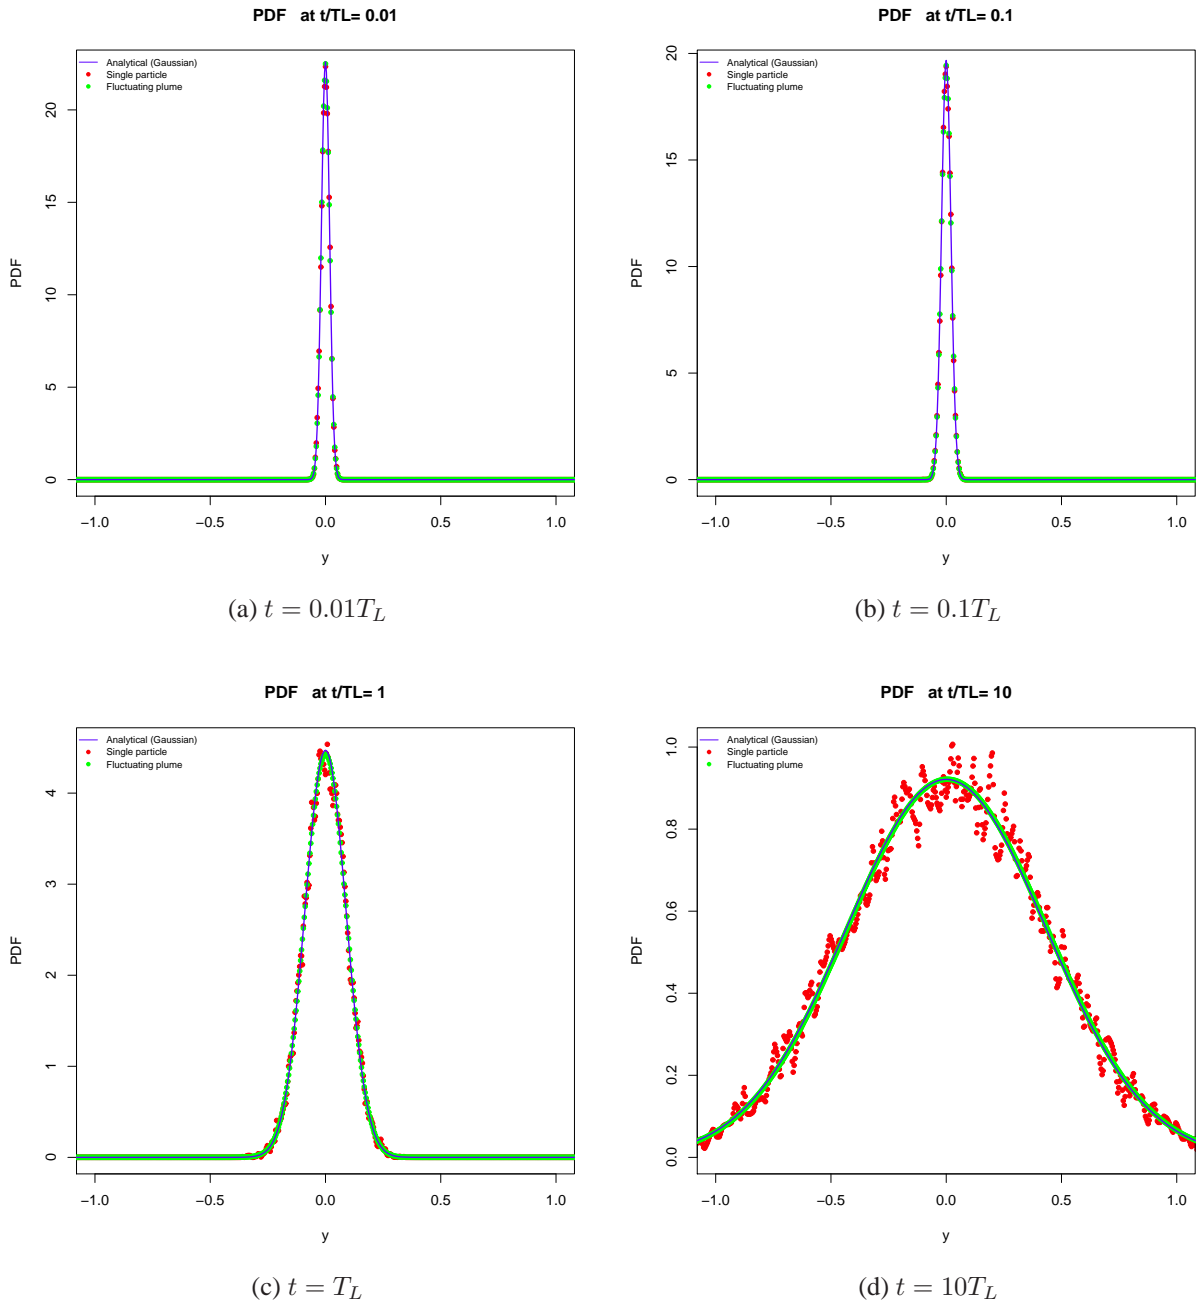 PDF at t/TL= 0.01
Analytical (Gaussian)
Single particle
Fluctuating plume
PDF
0
5
10
15
20
−1.0 −0.5 0.0 0.5 1.0
y
(a) t = 0.01T_L
PDF at t/TL= 0.1
Analytical (Gaussian)
Single particle
Fluctuating plume
PDF
0
5
10
15
20
−1.0 −0.5 0.0 0.5 1.0
y
(b) t = 0.1T_L
PDF at t/TL= 1
Analytical (Gaussian)
Single particle
Fluctuating plume
PDF
0
1
2
3
4
−1.0 −0.5 0.0 0.5 1.0
y
(c) t = T_L
PDF at t/TL= 10
Analytical (Gaussian)
Single particle
Fluctuating plume
PDF
0.0
0.2
0.4
0.6
0.8
1.0
−1.0 −0.5 0.0 0.5 1.0
y
(d) t = 10T_L